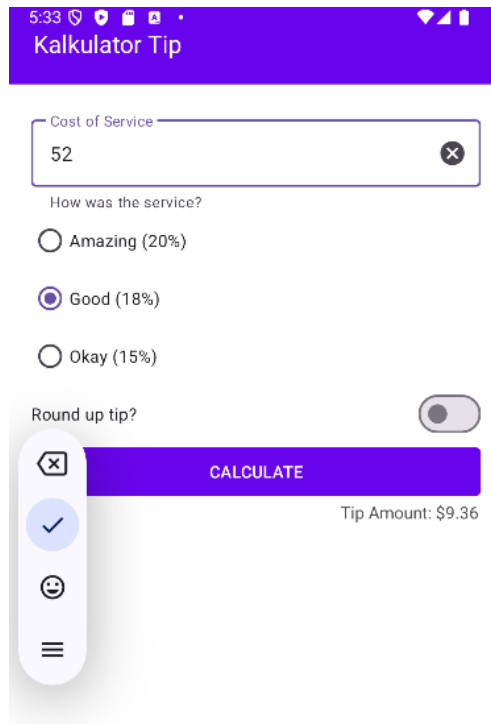 5:33
Kalkulator Tip
Cost of Service
52
How was the service?
Amazing (20%)
Good (18%)
Okay (15%)
Round up tip?
CALCULATE
Tip Amount: $9.36